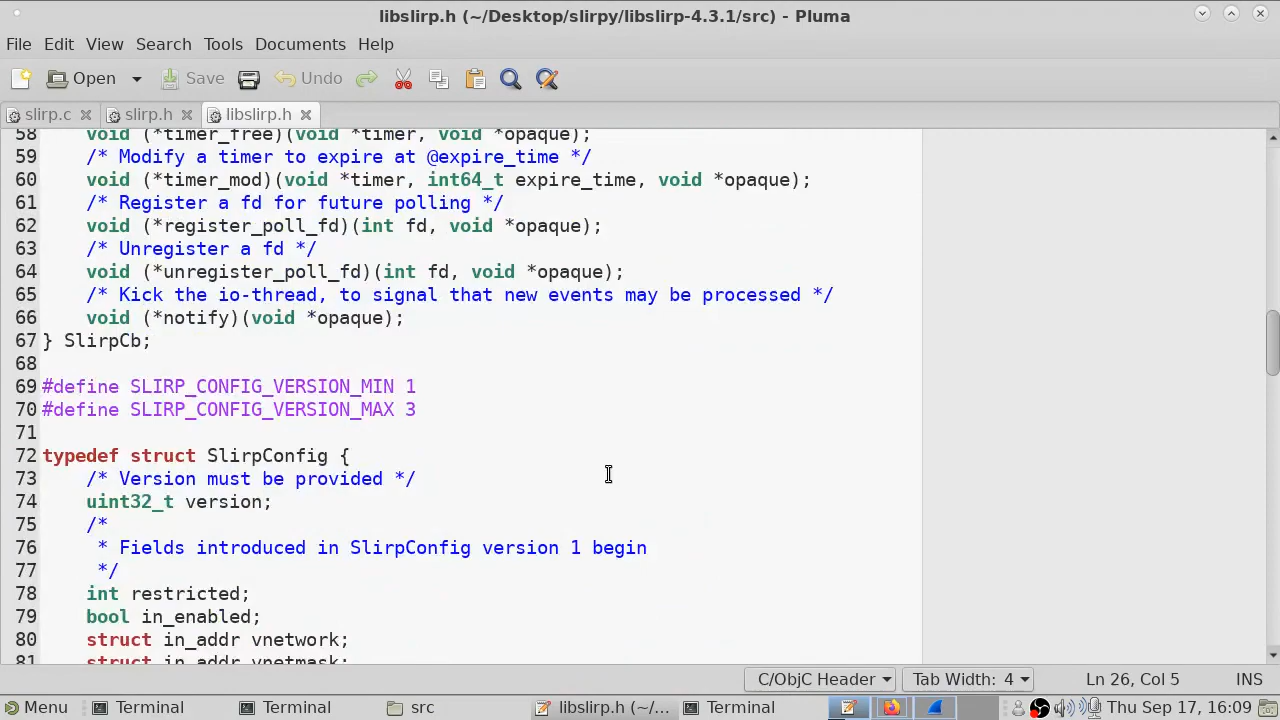 libslirp.h (~/Desktop/slirpy/libslirp-4.3.1/src) - Pluma
File Edit View Search Tools Documents Help
Open Save Undo
slirp.c slirp.h libslirp.h
58 void (*timer_free)(void *timer, void *opaque);
59 /* Modify a timer to expire at @expire_time */
60 void (*timer_mod)(void *timer, int64_t expire_time, void *opaque);
61 /* Register a fd for future polling */
62 void (*register_poll_fd)(int fd, void *opaque);
63 /* Unregister a fd */
64 void (*unregister_poll_fd)(int fd, void *opaque);
65 /* Kick the io-thread, to signal that new events may be processed */
66 void (*notify)(void *opaque);
67 } SlirpCb;
68
69 #define SLIRP_CONFIG_VERSION_MIN 1
70 #define SLIRP_CONFIG_VERSION_MAX 3
71
72 typedef struct SlirpConfig {
73 /* Version must be provided */
74 uint32_t version;
75 /*
76 * Fields introduced in SlirpConfig version 1 begin
77 */
78 int restricted;
79 bool in_enabled;
80 struct in_addr vnetwork;
81 struct in_addr vnetmask;
C/ObjC Header Tab Width: 4 Ln 26, Col 5 INS
Menu Terminal Terminal src libslirp.h (~/... Terminal Thu Sep 17, 16:09